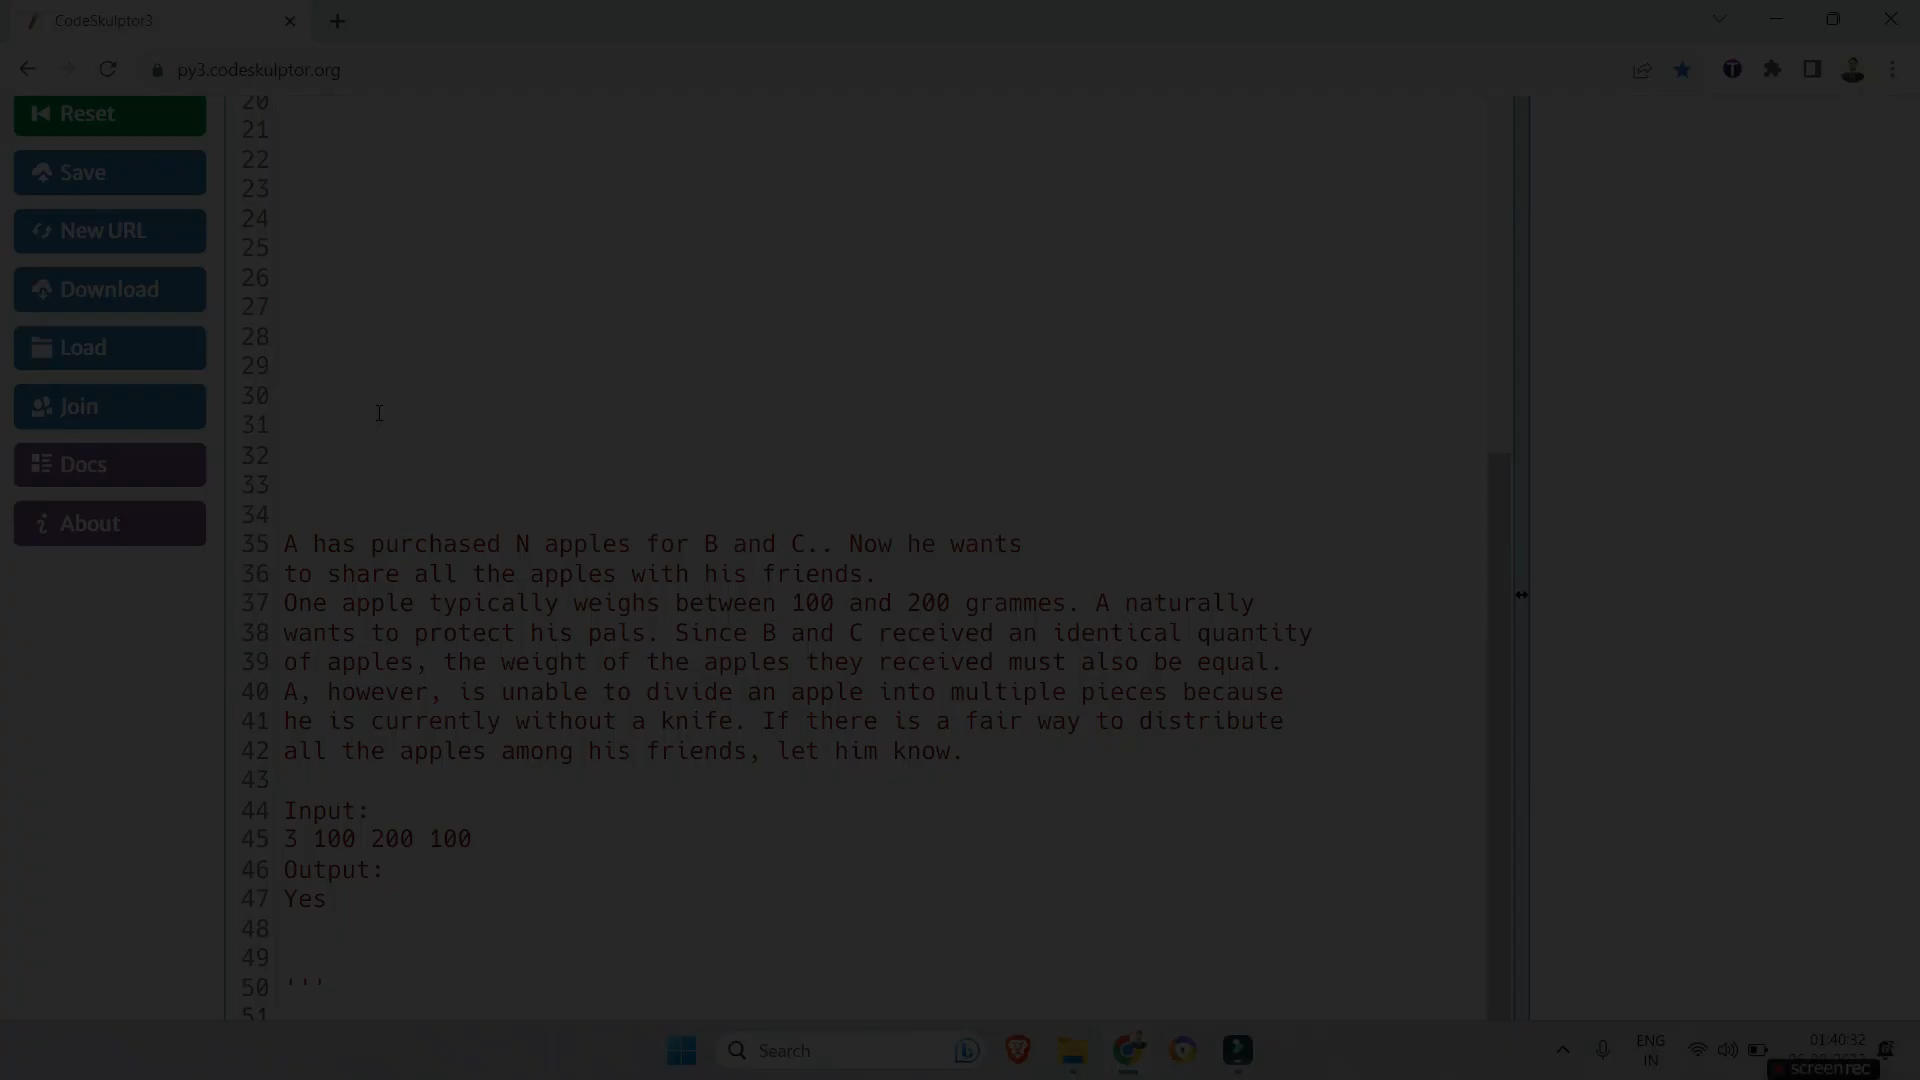 CodeSkulptor3
py3.codeskulptor.org
Reset
Save
New URL
Download
Load
Join
Docs
About
20
21
22
23
24
25
26
27
28
29
30
31
32
33
34
35 A has purchased N apples for B and C.. Now he wants
36 to share all the apples with his friends.
37 One apple typically weighs between 100 and 200 grammes. A naturally
38 wants to protect his pals. Since B and C received an identical quantity
39 of apples, the weight of the apples they received must also be equal.
40 A, however, is unable to divide an apple into multiple pieces because
41 he is currently without a knife. If there is a fair way to distribute
42 all the apples among his friends, let him know.
43
44 Input:
45 3 100 200 100
46 Output:
47 Yes
48
49
50 '''
51
Search
ENG
IN
01:40:32
screenrec